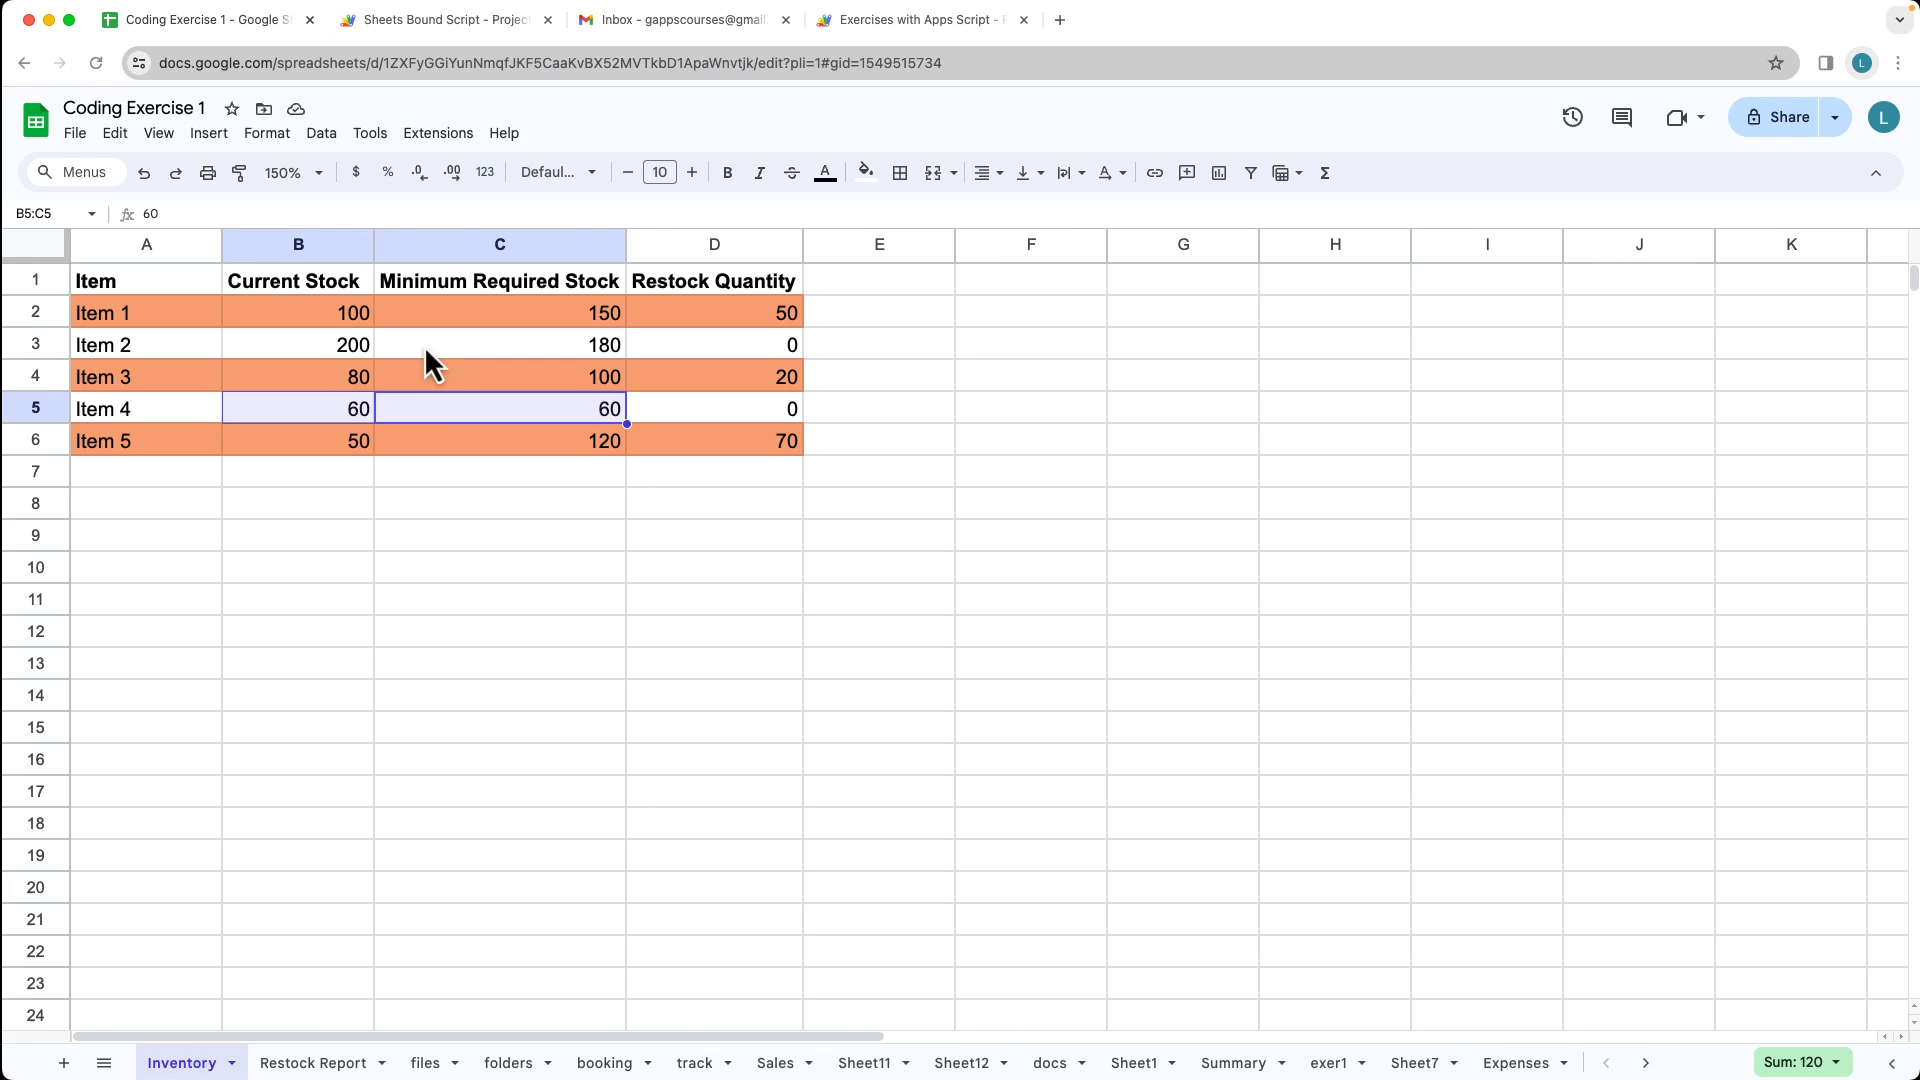 Coding Exercise 1 - Google S
Sheets Bound Script - Projec
Inbox - gappscourses@gmail.
Exercises with Apps Script -
docs.google.com/spreadsheets/d/1ZXFyGGiYunNmqfJKF5CaaKvBX52MVTkbD1ApaWnvtjk/edit?pli=1#gid=1549515734
L
Coding Exercise 1
File Edit View Insert Format Data Tools Extensions Help
Share
L
Menus 150% $ % .0 .00 123 Defaul... 10 B I A
B5:C5 fx 60
A B C D E F G H I J K
1 Item Current Stock Minimum Required Stock Restock Quantity
2 Item 1 100 150 50
3 Item 2 200 180 0
4 Item 3 80 100 20
5 Item 4 60 60 0
6 Item 5 50 120 70
7
8
9
10
11
12
13
14
15
16
17
18
19
20
21
22
23
24
Inventory Restock Report files folders booking track Sales Sheet11 Sheet12 docs Sheet1 Summary exer1 Sheet7 Expenses Sum: 120